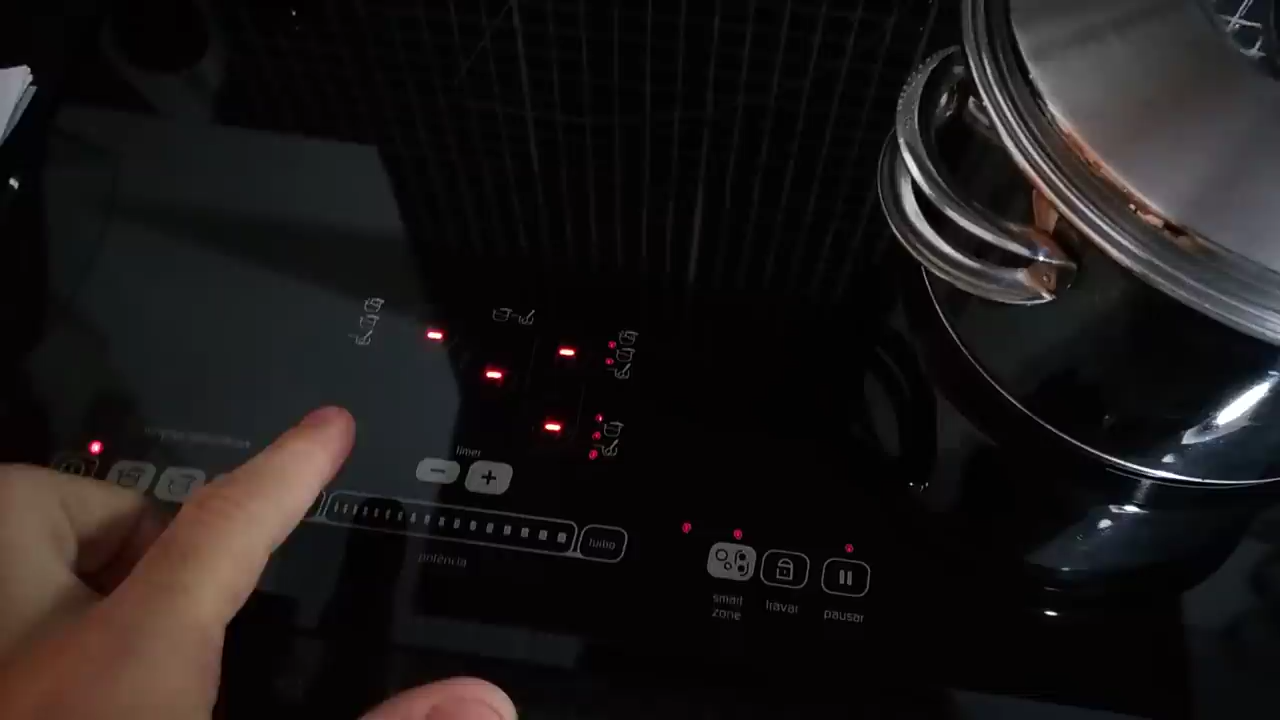 timer
− +
turbo
potência
smart
zone
travar
pausar